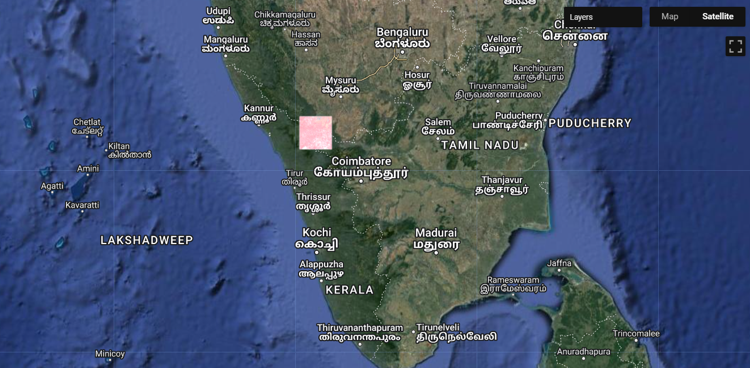 Udupi
ಉಡುಪಿ
Chikkamagaluru
ಚಿಕ್ಕಮಗಳೂರು
Hassan
ಹಾಸನ
Mangaluru
ಮಂಗಳೂರು
Bengaluru
ಬೆಂಗಳೂರು
Vellore
வேலூர்
Chennai
சென்னை
Layers
Map
Satellite
Mysuru
ಮೈಸೂರು
Hosur
ஓசூர்
Kanchipuram
காஞ்சிபுரம்
Tiruvannamalai
திருவண்ணாமலை
Kannur
കണ്ണൂർ
Salem
சேலம்
Puducherry
பாண்டிச்சேரி
PUDUCHERRY
TAMIL NADU
Chetlat
ചേട്ലറ്റ്
Kiltan
കിൽതാൻ
Amini
Agatti
Kavaratti
LAKSHADWEEP
Coimbatore
கோயம்புத்தூர்
Tirur
തിരൂർ
Thrissur
തൃശ്ശൂർ
Thanjavur
தஞ்சாவூர்
Kochi
കൊച്ചി
Madurai
மதுரை
Alappuzha
ആലപ്പുഴ
KERALA
Jaffna
Rameswaram
இராமேஸ்வரம்
Thiruvananthapuram
തിരുവനന്തപുരം
Tirunelveli
திருநெல்வேலி
Trincomalee
Anuradhapura
Minicoy